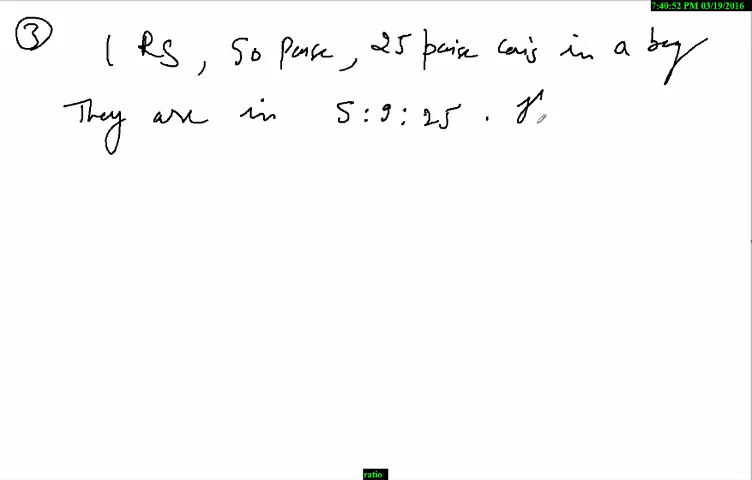 7:40:52 PM 03/19/2016
③ 1 RS, 50 Paise, 25 paise cois in a bag
They are in 5:9:25.
ratio